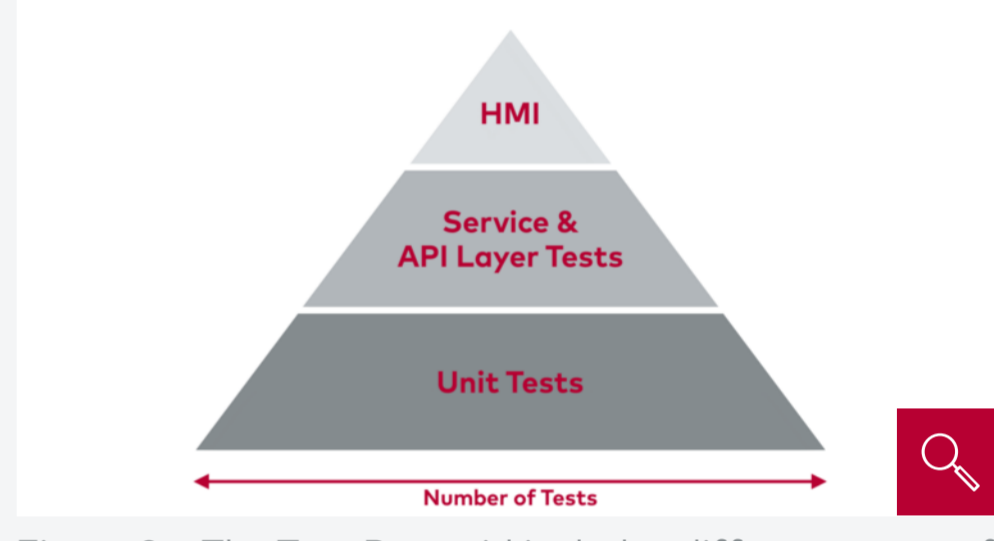 HMI
Service &
API Layer Tests
Unit Tests
Number of Tests